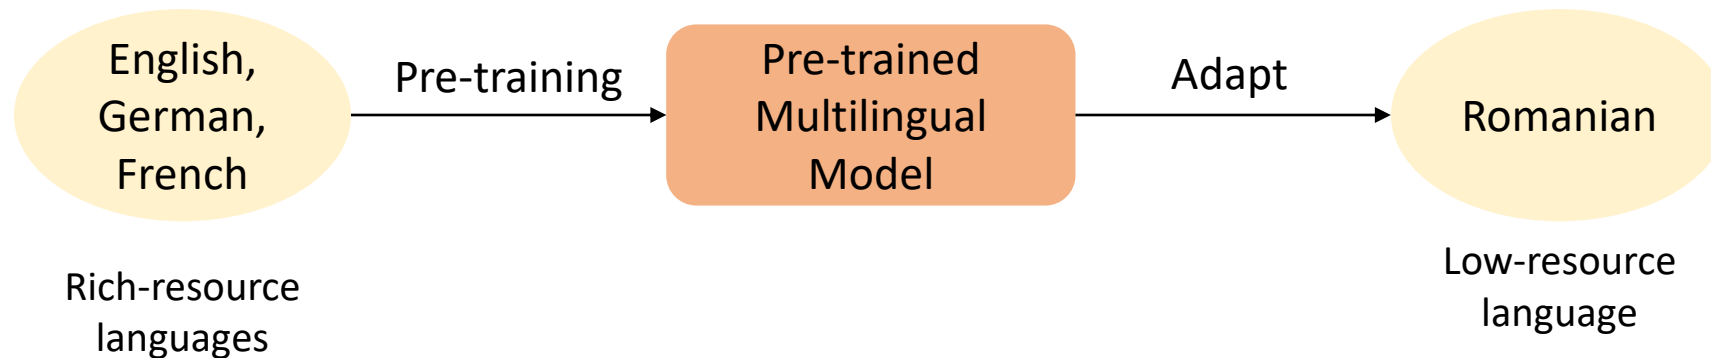 English,
German,
French
Pre-training
Pre-trained
Multilingual
Model
Adapt
Romanian
Rich-resource
languages
Low-resource
language